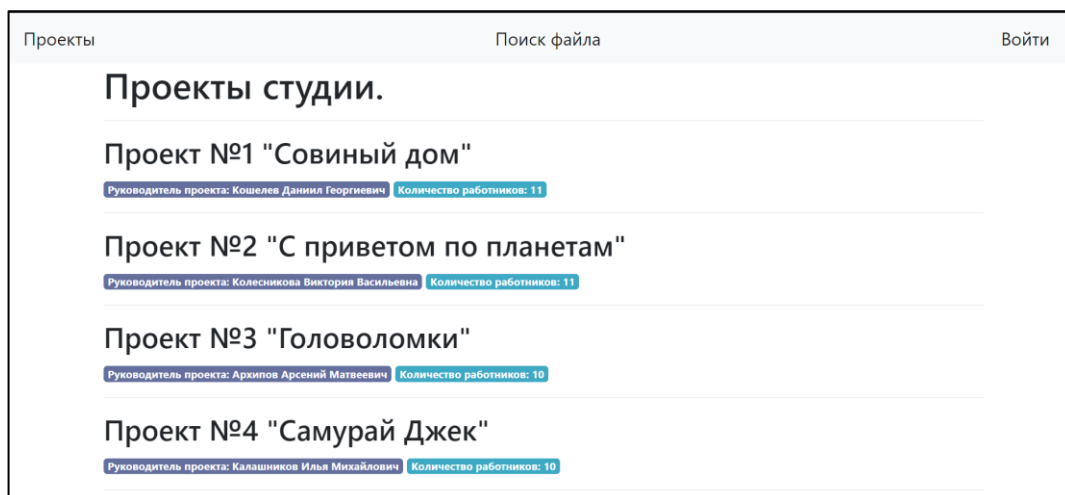 Проекты Поиск файла Войти
Проекты студии.
Проект №1 "Совиный дом"
Руководитель проекта: Кошелев Даниил Георгиевич Количество работников: 11
Проект №2 "С приветом по планетам"
Руководитель проекта: Колесникова Виктория Васильевна Количество работников: 11
Проект №3 "Головоломки"
Руководитель проекта: Архипов Арсений Матвеевич Количество работников: 10
Проект №4 "Самурай Джек"
Руководитель проекта: Калашников Илья Михайлович Количество работников: 10